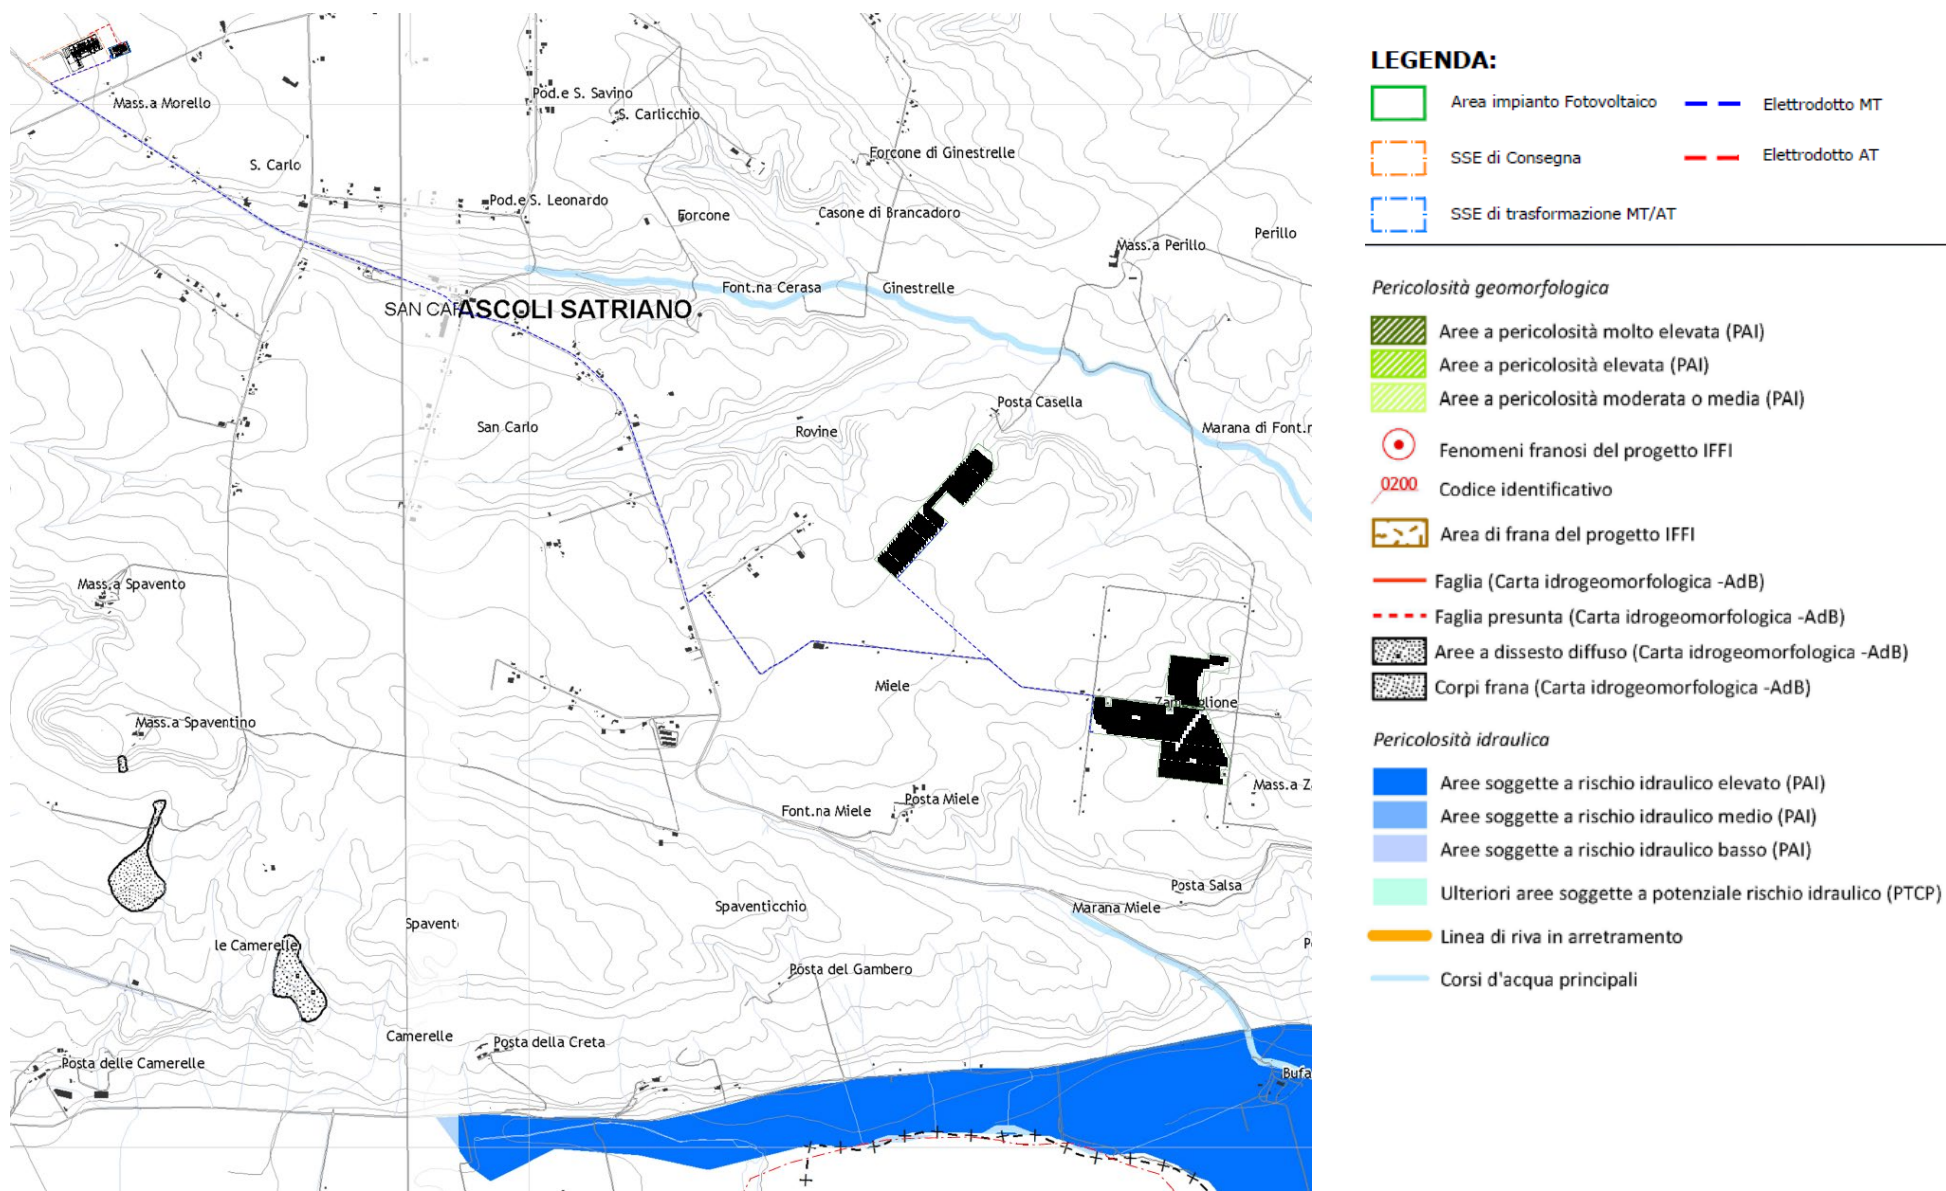 Mass.a Morello
Pod.e S. Savino
S. Carlicchio
Forcone di Ginestrelle
S. Carlo
Pod.e S. Leonardo
Forcone
Casone di Brancadoro
Mass.a Perillo
Perillo
Font.na Cerasa
Ginestrelle
SAN CAR
ASCOLI SATRIANO
Posta Casella
San Carlo
Rovine
Marana di Font.n
Mass.a Spavento
Miele
Mass.a Spaventino
Font.na Miele
Posta Miele
Mass.a Z
Posta Salsa
Spaventicchio
Marana Miele
Spavent
le Camerelle
Posta del Gambero
Camerelle
Posta della Creta
Posta delle Camerelle
Bufa
LEGENDA:
Area impianto Fotovoltaico
Elettrodotto MT
SSE di Consegna
Elettrodotto AT
SSE di trasformazione MT/AT
Pericolosità geomorfologica
Aree a pericolosità molto elevata (PAI)
Aree a pericolosità elevata (PAI)
Aree a pericolosità moderata o media (PAI)
Fenomeni franosi del progetto IFFI
0200 Codice identificativo
Area di frana del progetto IFFI
Faglia (Carta idrogeomorfologica -AdB)
Faglia presunta (Carta idrogeomorfologica -AdB)
Aree a dissesto diffuso (Carta idrogeomorfologica -AdB)
Corpi frana (Carta idrogeomorfologica -AdB)
Pericolosità idraulica
Aree soggette a rischio idraulico elevato (PAI)
Aree soggette a rischio idraulico medio (PAI)
Aree soggette a rischio idraulico basso (PAI)
Ulteriori aree soggette a potenziale rischio idraulico (PTCP)
Linea di riva in arretramento
Corsi d'acqua principali